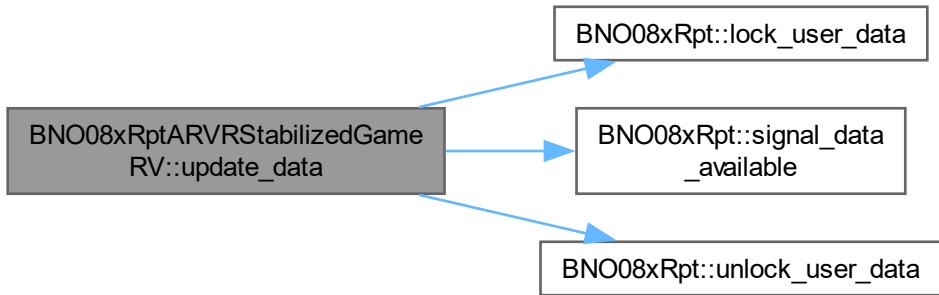 BNO08xRptARVRStabilizedGame
RV::update_data
BNO08xRpt::lock_user_data
BNO08xRpt::signal_data
_available
BNO08xRpt::unlock_user_data